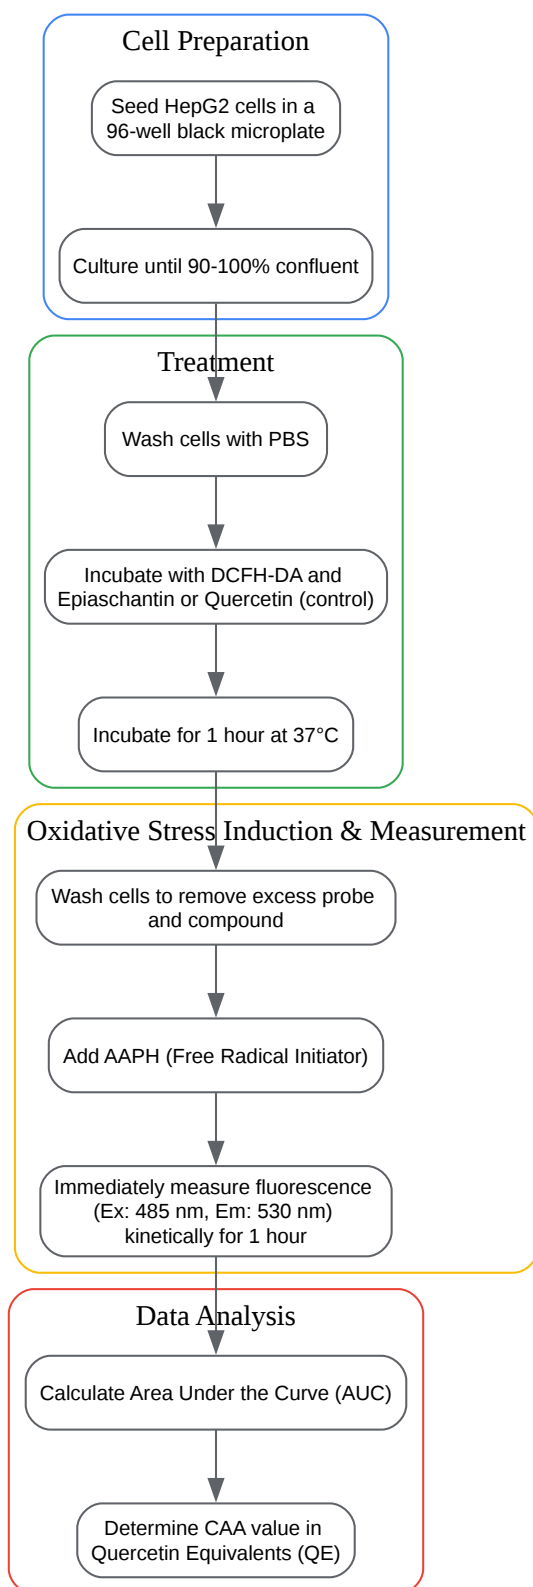 Cell Preparation
Seed HepG2 cells in a
96-well black microplate
Culture until 90-100% confluent
Treatment
Wash cells with PBS
Incubate with DCFH-DA and
Epiaschantin or Quercetin (control)
Incubate for 1 hour at 37°C
Oxidative Stress Induction & Measurement
Wash cells to remove excess probe
and compound
Add AAPH (Free Radical Initiator)
Immediately measure fluorescence
(Ex: 485 nm, Em: 530 nm)
kinetically for 1 hour
Data Analysis
Calculate Area Under the Curve (AUC)
Determine CAA value in
Quercetin Equivalents (QE)